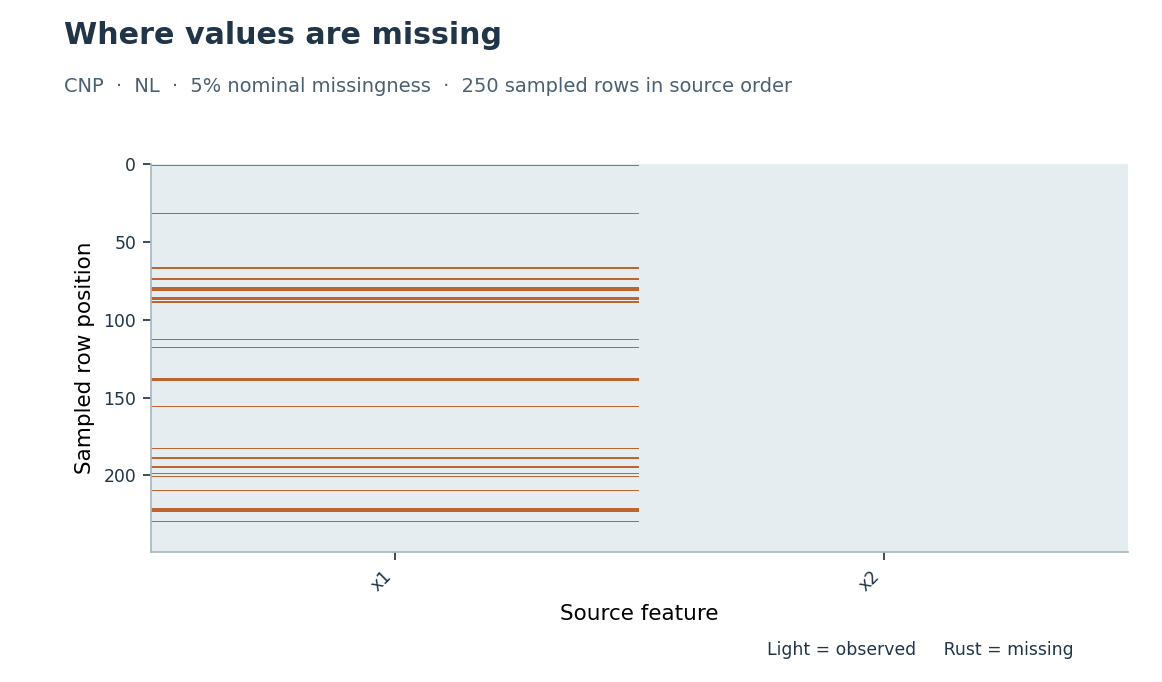 Where values are missing
CNP · NL · 5% nominal missingness · 250 sampled rows in source order
0
50
100
150
200
Sampled row position
x1
x2
Source feature
Light = observed Rust = missing